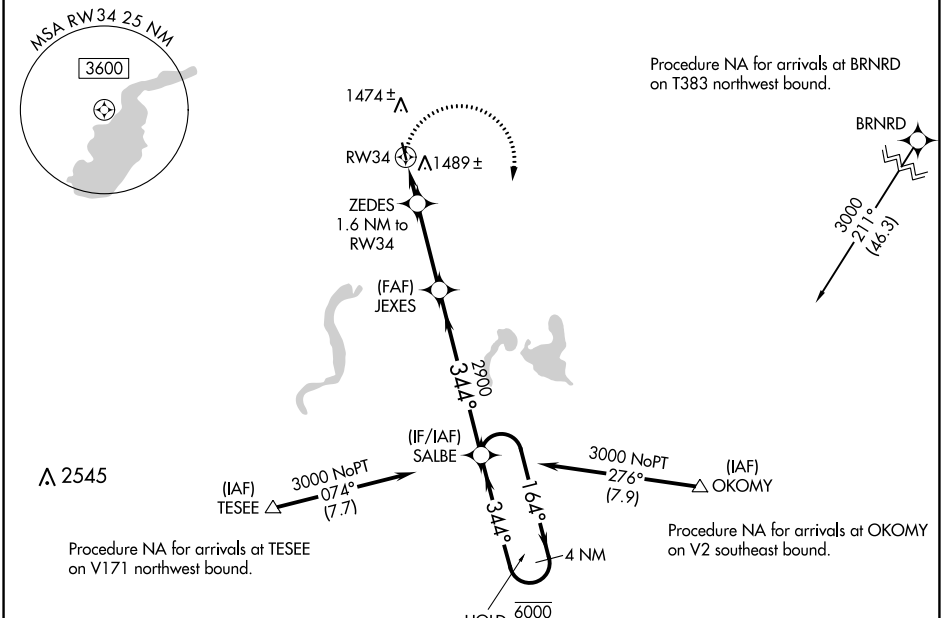 MSA RW34 25 NM
3600
Procedure NA for arrivals at BRNRD
on T383 northwest bound.
1474 ±
BRNRD
RW34
1489 ±
3000
211°
(46.3)
ZEDES
1.6 NM to
RW34
(FAF)
JEXES
2900
344°
(IF/IAF)
SALBE
2545
(IAF)
TESEE
3000 NoPT
074°
(7.7)
3000 NoPT
276°
(7.9)
(IAF)
OKOMY
344°
164°
4 NM
Procedure NA for arrivals at TESEE
on V171 northwest bound.
Procedure NA for arrivals at OKOMY
on V2 southeast bound.
HOLD 6000